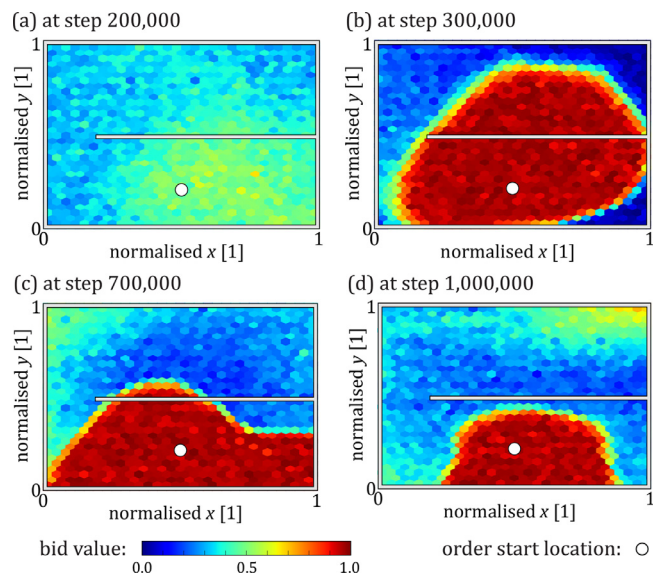 (a) at step 200,000
(b) at step 300,000
1
normalised y [1]
0
0
normalised x [1]
1
1
normalised y [1]
0
0
normalised x [1]
1
(c) at step 700,000
(d) at step 1,000,000
1
normalised y [1]
0
0
normalised x [1]
1
1
normalised y [1]
0
0
normalised x [1]
1
bid value:
0.0
0.5
1.0
order start location: